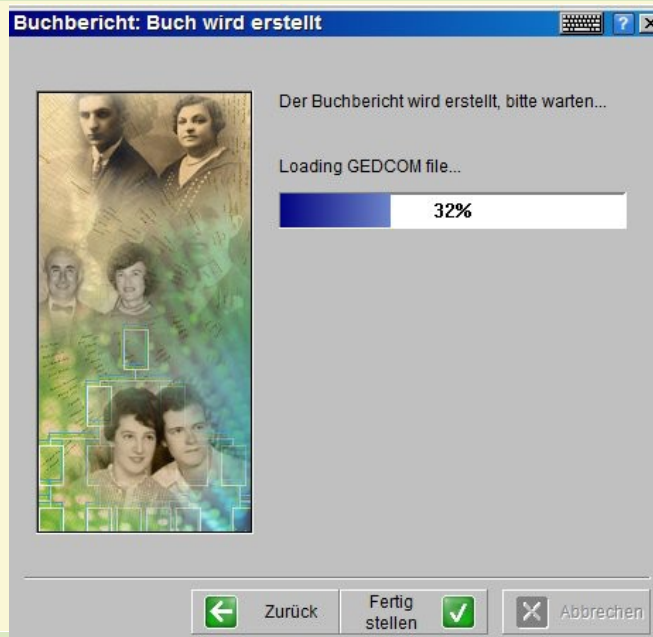 Buchbericht: Buch wird erstellt
?
Der Buchbericht wird erstellt, bitte warten...
Loading GEDCOM file...
32%
Zurück
Fertig
stellen
Abbrechen